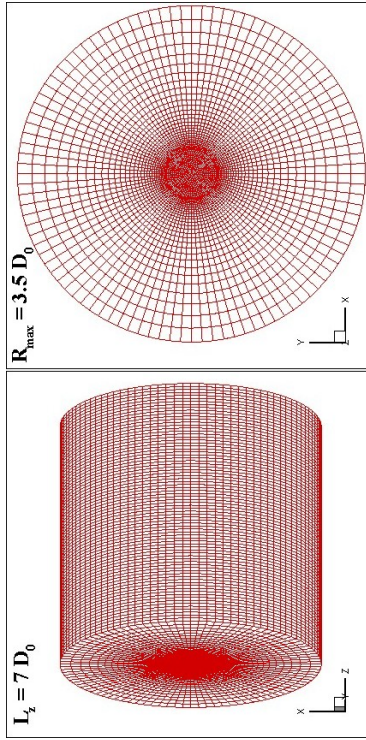 R_max = 3.5 D_0
Y
X
Z
L_z = 7 D_0
X
Y
Z